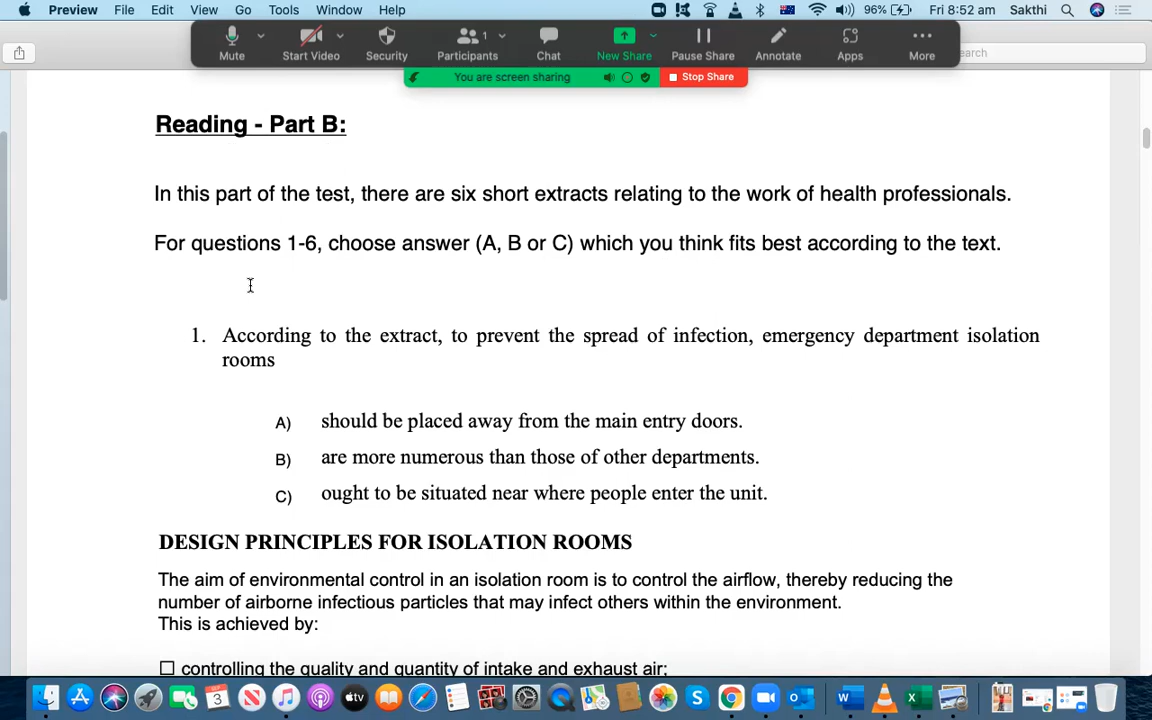 Preview File Edit View Go Tools Window Help 96% Fri 8:52 am Sakthi
Mute Start Video Security Participants 1 Chat New Share Pause Share Annotate Apps More earch
You are screen sharing Stop Share
Reading - Part B:
In this part of the test, there are six short extracts relating to the work of health professionals.
For questions 1-6, choose answer (A, B or C) which you think fits best according to the text.
1. According to the extract, to prevent the spread of infection, emergency department isolation
rooms
A) should be placed away from the main entry doors.
B) are more numerous than those of other departments.
C) ought to be situated near where people enter the unit.
DESIGN PRINCIPLES FOR ISOLATION ROOMS
The aim of environmental control in an isolation room is to control the airflow, thereby reducing the
number of airborne infectious particles that may infect others within the environment.
This is achieved by:
☐ controlling the quality and quantity of intake and exhaust air;